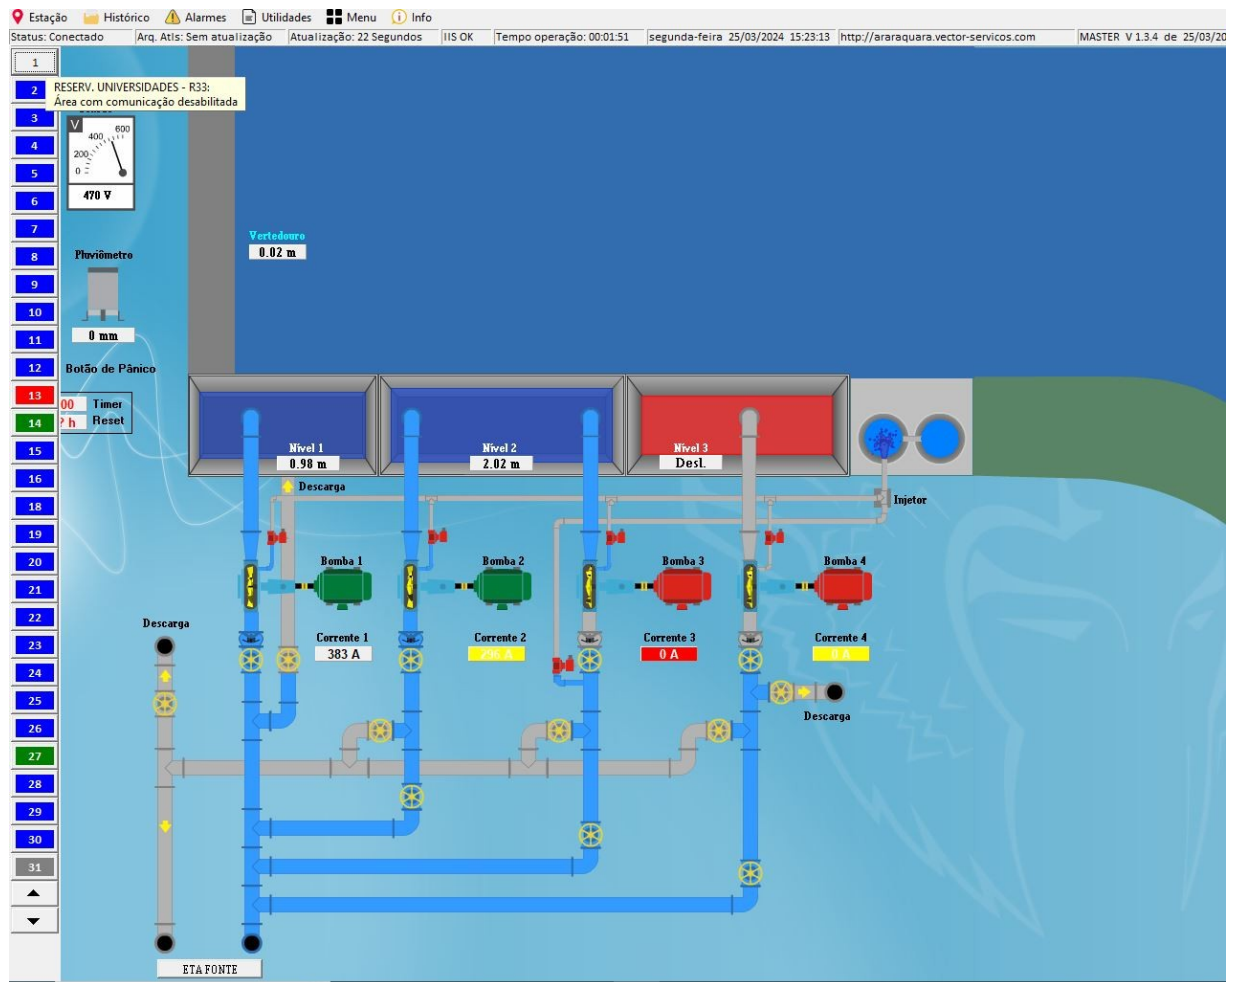 Estação Histórico Alarmes Utilidades Menu Info
Status: Conectado Arq. Atls: Sem atualização Atualização: 22 Segundos IIS OK Tempo operação: 00:01:51 segunda-feira 25/03/2024 15:23:13 http://araraquara.vector-servicos.com MASTER V 1.3.4 de 25/03/20
1
RESERV. UNIVERSIDADES - R33:
2
Área com comunicação desabilitada
3
V
600
400
4
200
5
0
470 V
6
7
Vertedouro
0.02 m
8
Pluviômetro
9
10
11
0 mm
12
Botão de Pânico
13
00 Timer
14
? h Reset
15
Nível 1 Nível 2 Nível 3
0.98 m 2.02 m Desl.
16
Descarga
18
Injetor
19
20
Bomba 1 Bomba 2 Bomba 3 Bomba 4
21
22
Descarga
23
Corrente 1 Corrente 2 Corrente 3 Corrente 4
383 A 296 A 0 A 0 A
24
25
Descarga
26
27
28
29
30
31
ETA FONTE